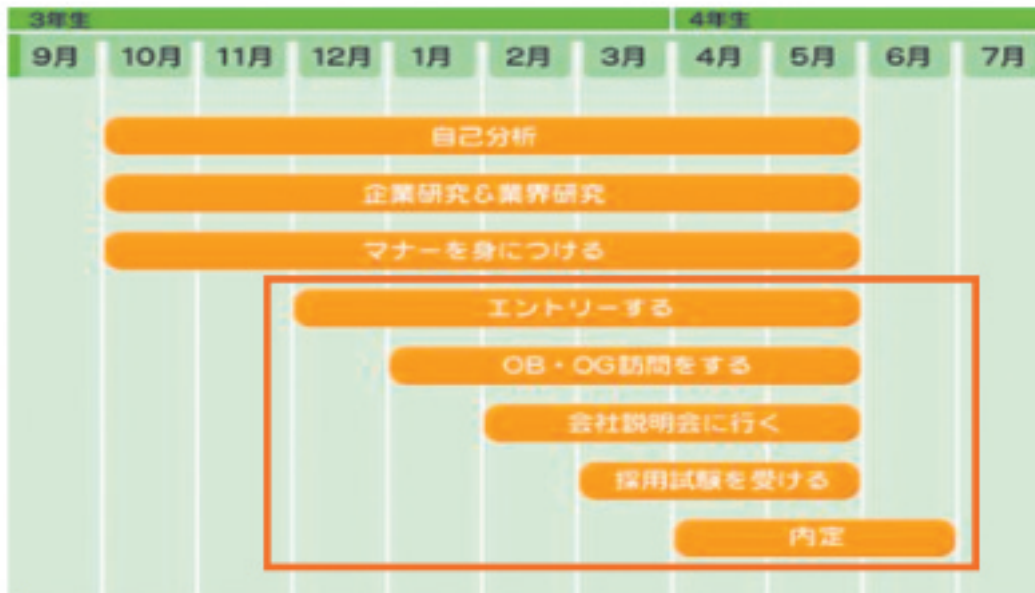 3年生 4年生
9月 10月 11月 12月 1月 2月 3月 4月 5月 6月 7月
自己分析
企業研究&業界研究
マナーを身につける
エントリーする
OB・OG訪問をする
会社説明会に行く
採用試験を受ける
内定